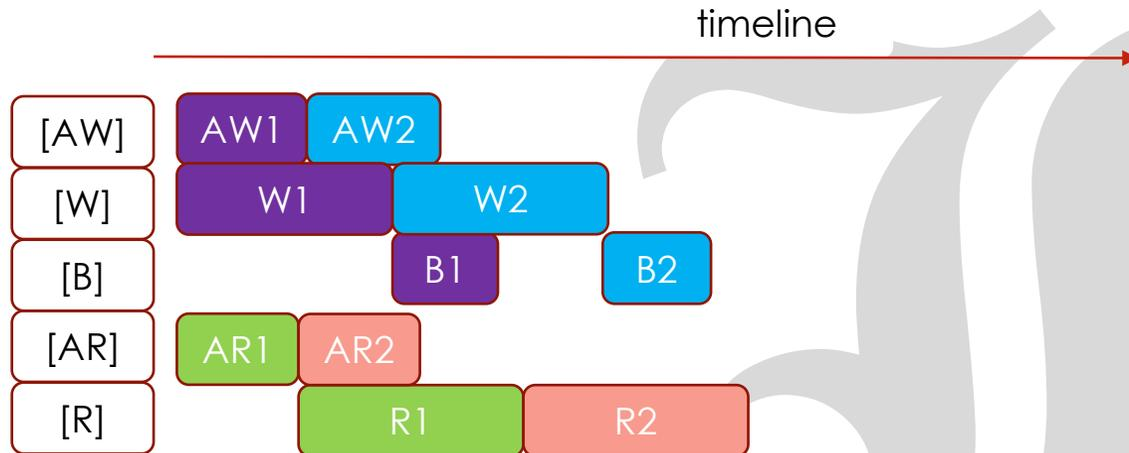 timeline
[AW] AW1 AW2
[W] W1 W2
[B] B1 B2
[AR] AR1 AR2
[R] R1 R2